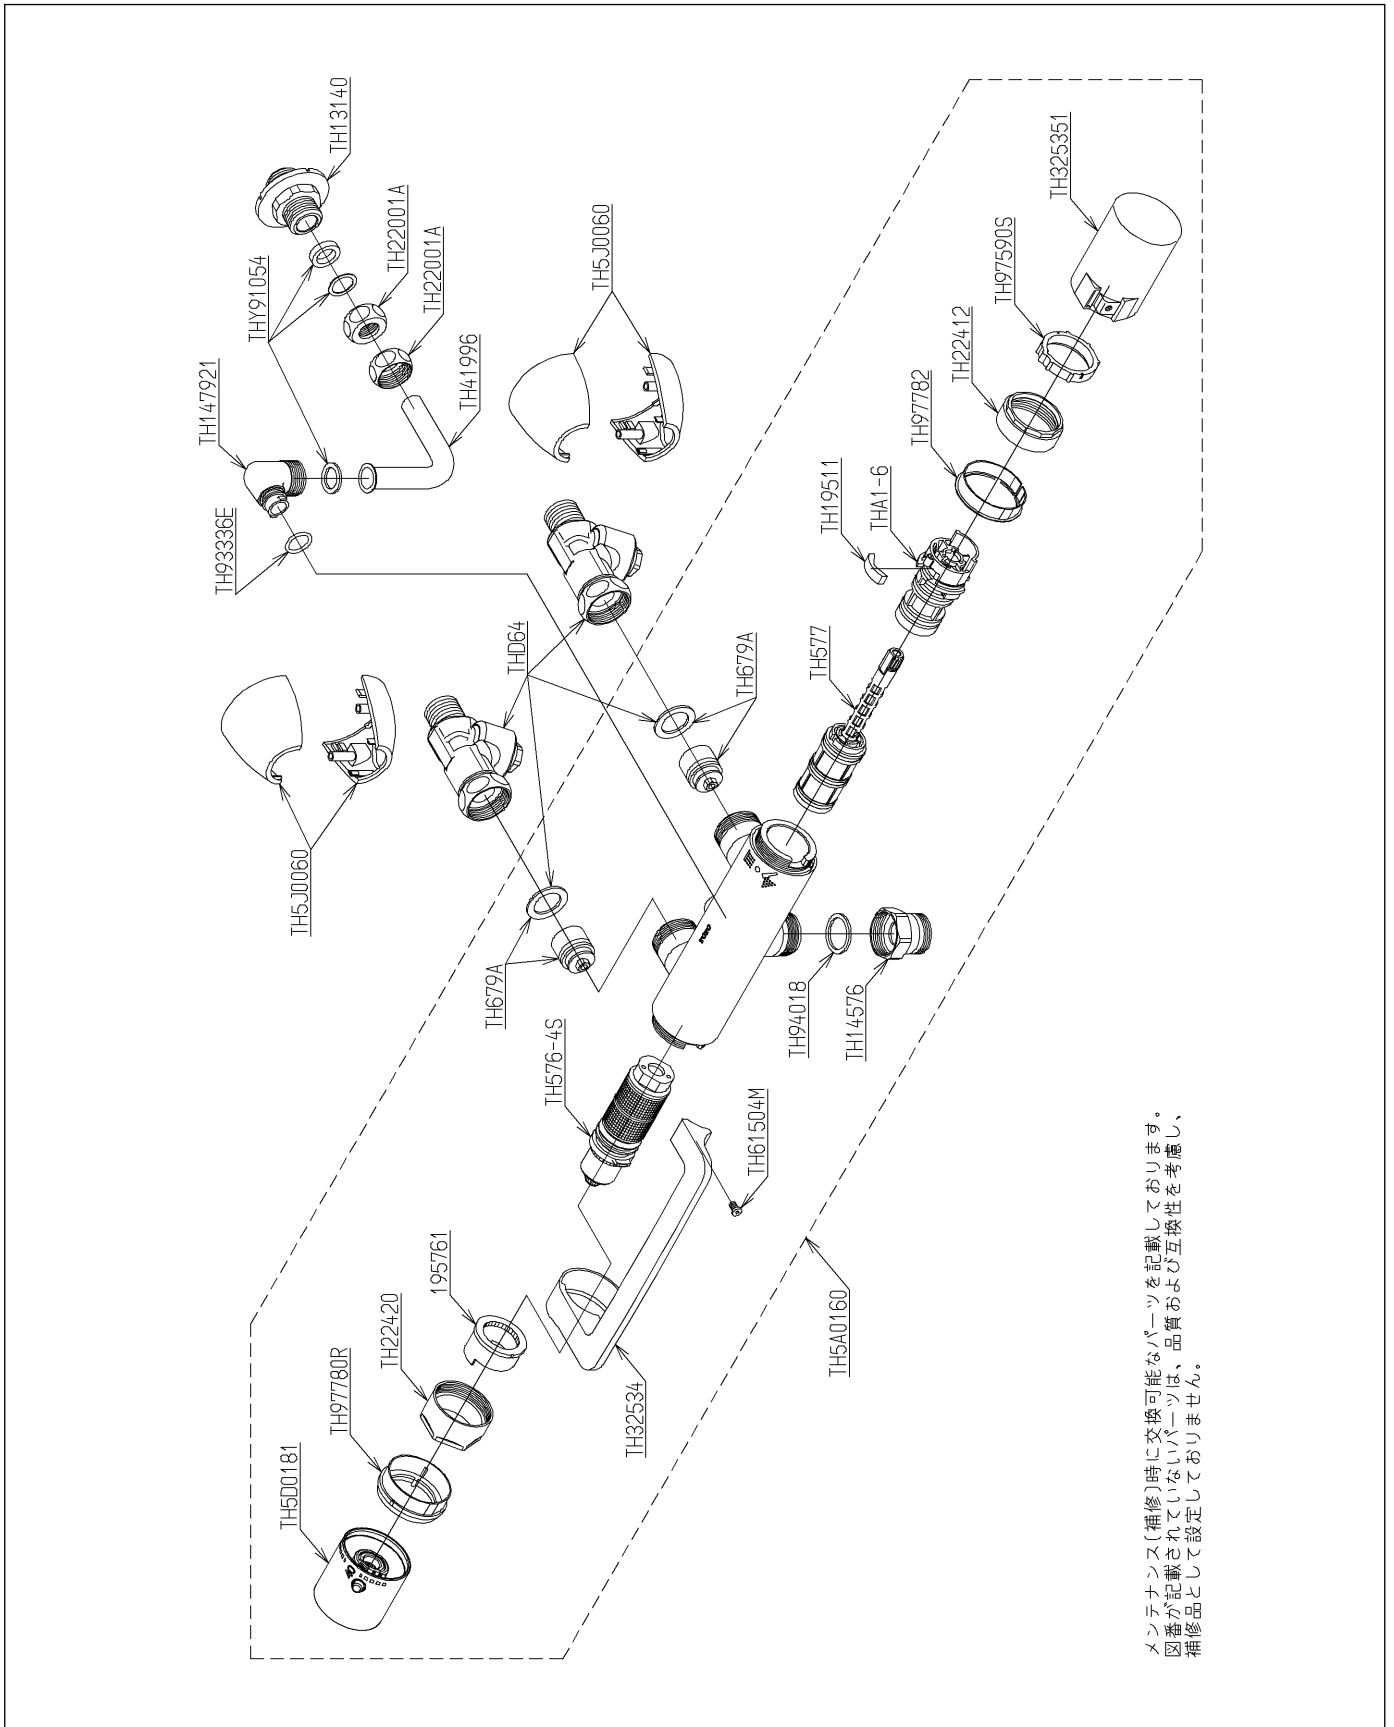 TH13140
TH22001A
TH22001A
THY91054
TH41996
TH147921
TH93336E
TH5J0060
TH325351
TH97590S
TH22412
TH97782
TH19511
THA1-6
TH577
THD64
TH679A
TH5J0060
TH679A
TH576-4S
TH94018
TH14576
TH61504M
TH5A0160
195761
TH22420
TH97780R
TH32534
TH5D0181
TOTO
メンテナンス(補修)時に交換可能なパーツを記載しております。
図番が記載されていないパーツは、品質および互換性を考慮し、
補修品として設定しておりません。